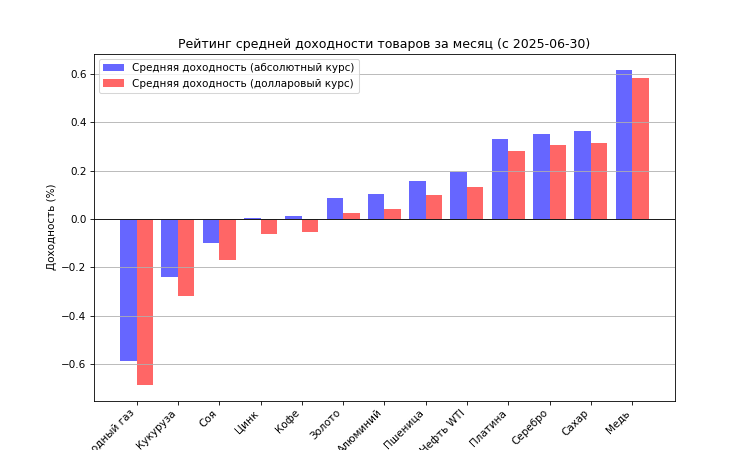 Рейтинг средней доходности товаров за месяц (с 2025-06-30)
Средняя доходность (абсолютный курс)
Средняя доходность (долларовый курс)
Доходность (%)
0.6
0.4
0.2
0.0
−0.2
−0.4
−0.6
газ
Кукуруза
Соя
Цинк
Кофе
Золото
Алюминий
Пшеница
Нефть WTI
Платина
Серебро
Сахар
Медь